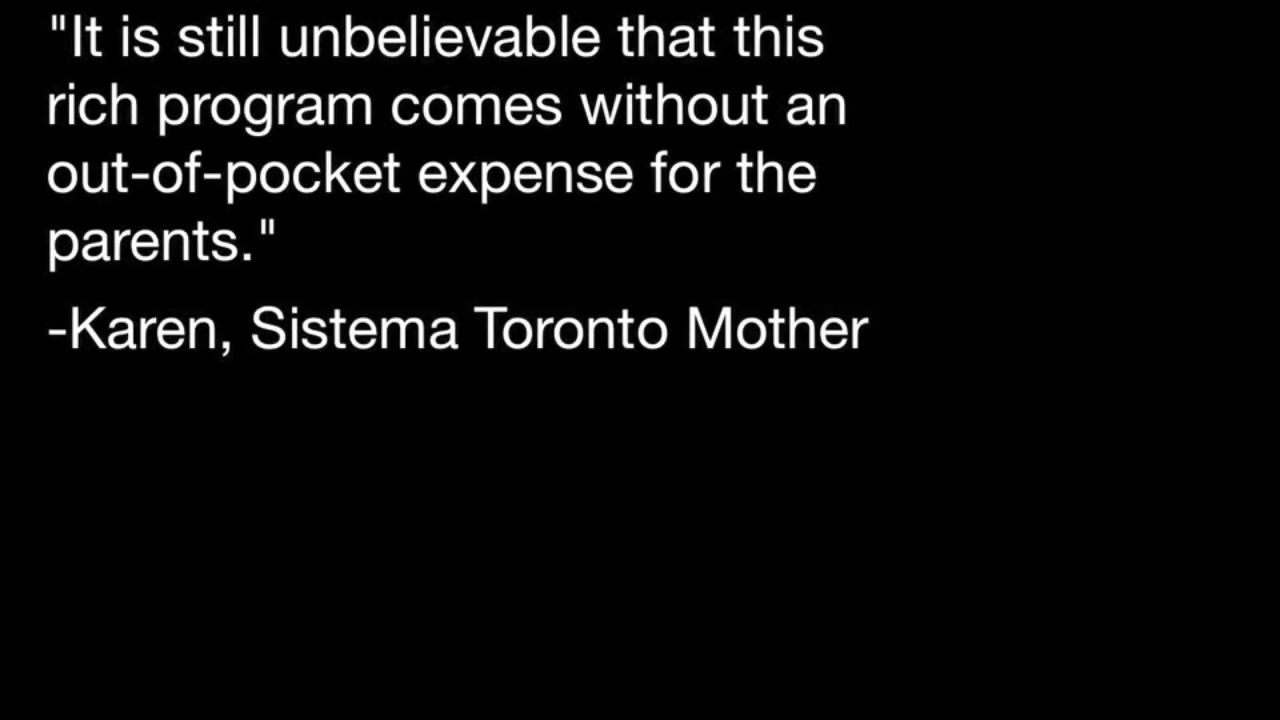 "It is still unbelievable that this
rich program comes without an
out-of-pocket expense for the
parents."
-Karen, Sistema Toronto Mother